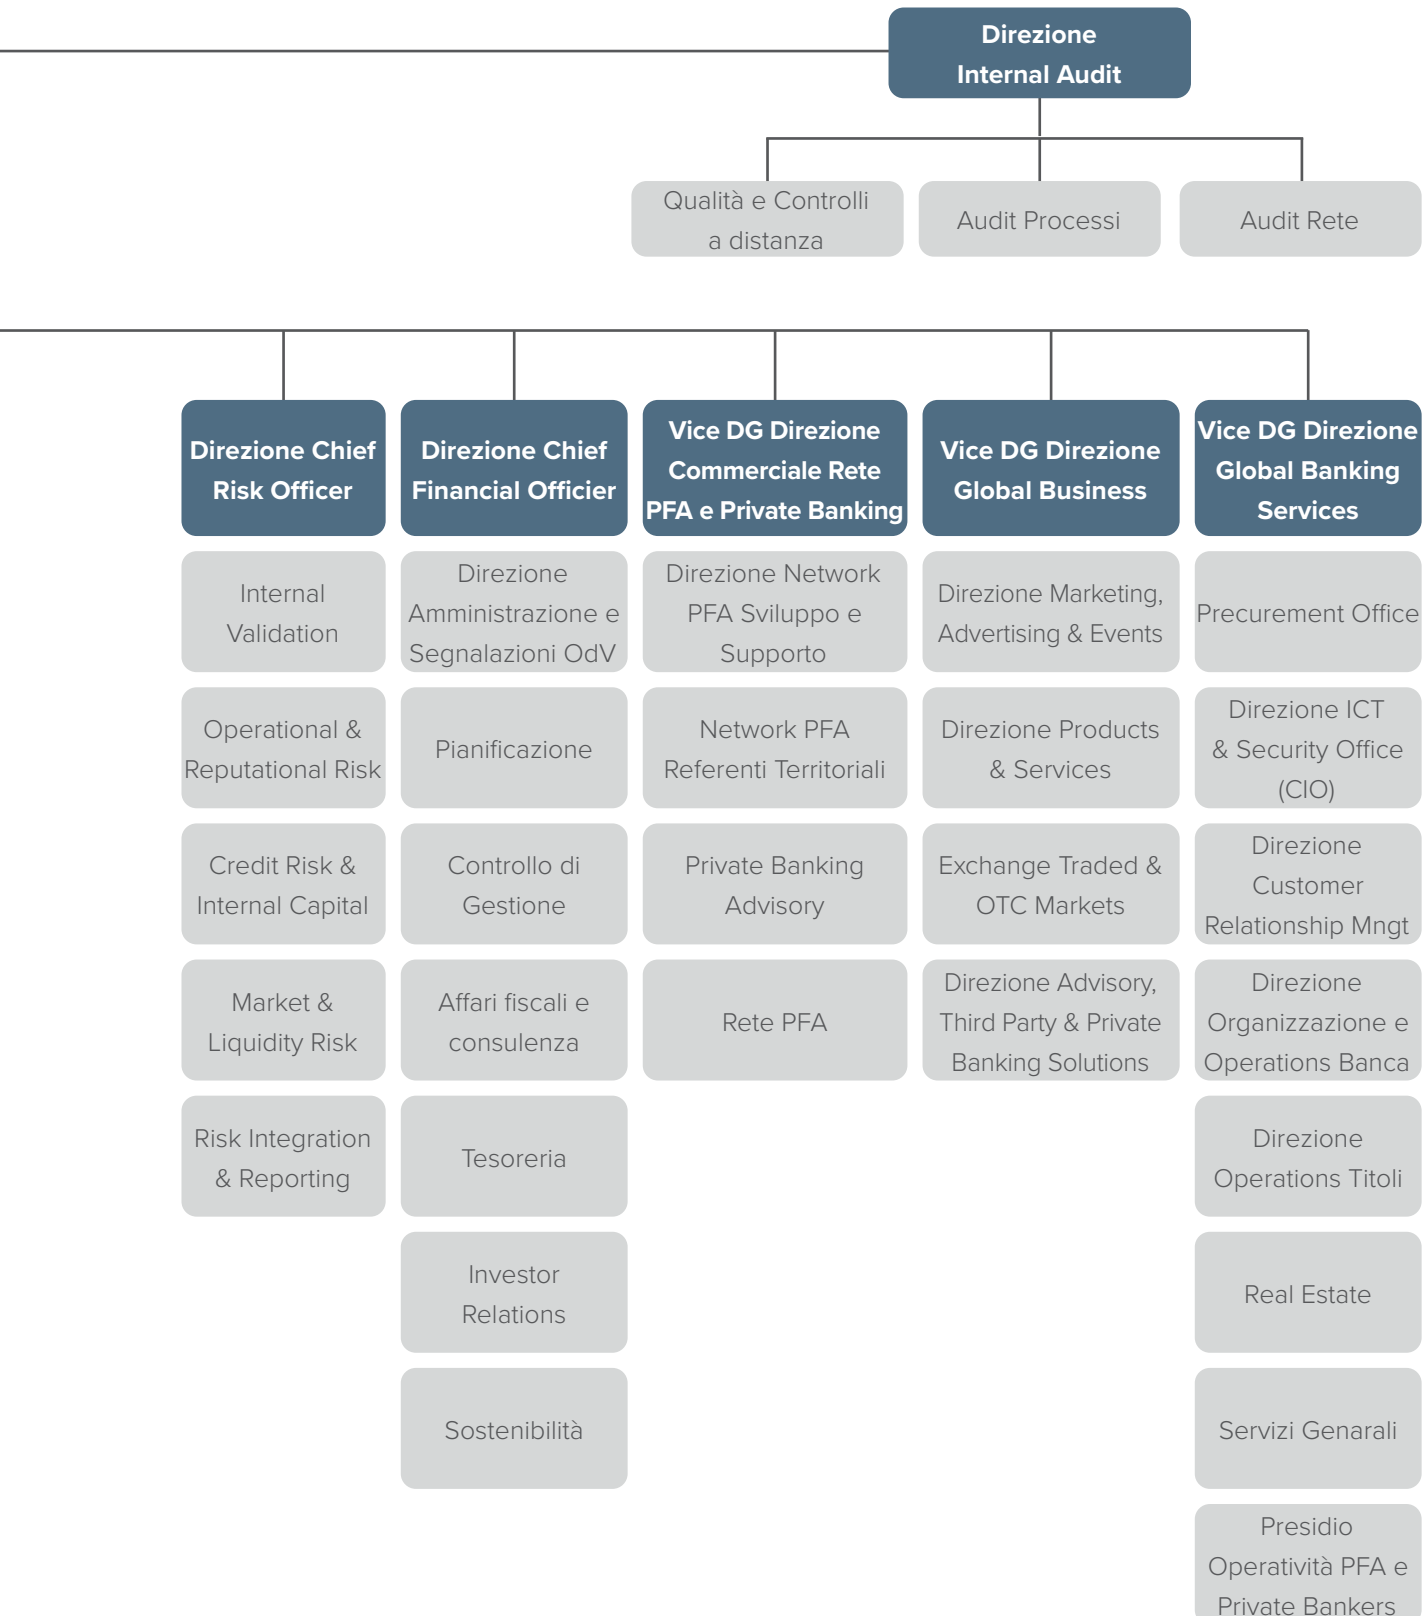 Direzione
Internal Audit
Qualità e Controlli
a distanza
Audit Processi
Audit Rete
Direzione Chief
Risk Officer
Internal
Validation
Operational &
Reputational Risk
Credit Risk &
Internal Capital
Market &
Liquidity Risk
Risk Integration
& Reporting
Direzione Chief
Financial Officier
Direzione
Amministrazione e
Segnalazioni OdV
Pianificazione
Controllo di
Gestione
Affari fiscali e
consulenza
Tesoreria
Investor
Relations
Sostenibilità
Vice DG Direzione
Commerciale Rete
PFA e Private Banking
Direzione Network
PFA Sviluppo e
Supporto
Network PFA
Referenti Territoriali
Private Banking
Advisory
Rete PFA
Vice DG Direzione
Global Business
Direzione Marketing,
Advertising & Events
Direzione Products
& Services
Exchange Traded &
OTC Markets
Direzione Advisory,
Third Party & Private
Banking Solutions
Vice DG Direzione
Global Banking
Services
Precurement Office
Direzione ICT
& Security Office
(CIO)
Direzione
Customer
Relationship Mngt
Direzione
Organizzazione e
Operations Banca
Direzione
Operations Titoli
Real Estate
Servizi Genarali
Presidio
Operatività PFA e
Private Bankers